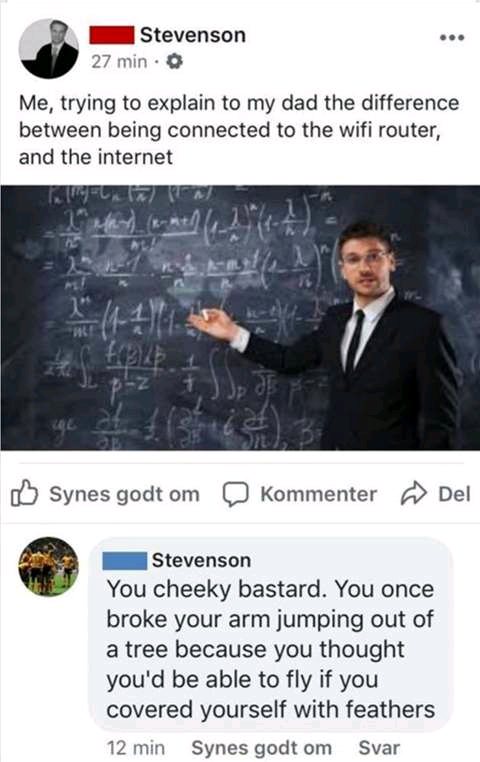 Stevenson
27 min
Me, trying to explain to my dad the difference
between being connected to the wifi router,
and the internet
Synes godt om Kommenter Del
Stevenson
You cheeky bastard. You once
broke your arm jumping out of
a tree because you thought
you'd be able to fly if you
covered yourself with feathers
12 min Synes godt om Svar